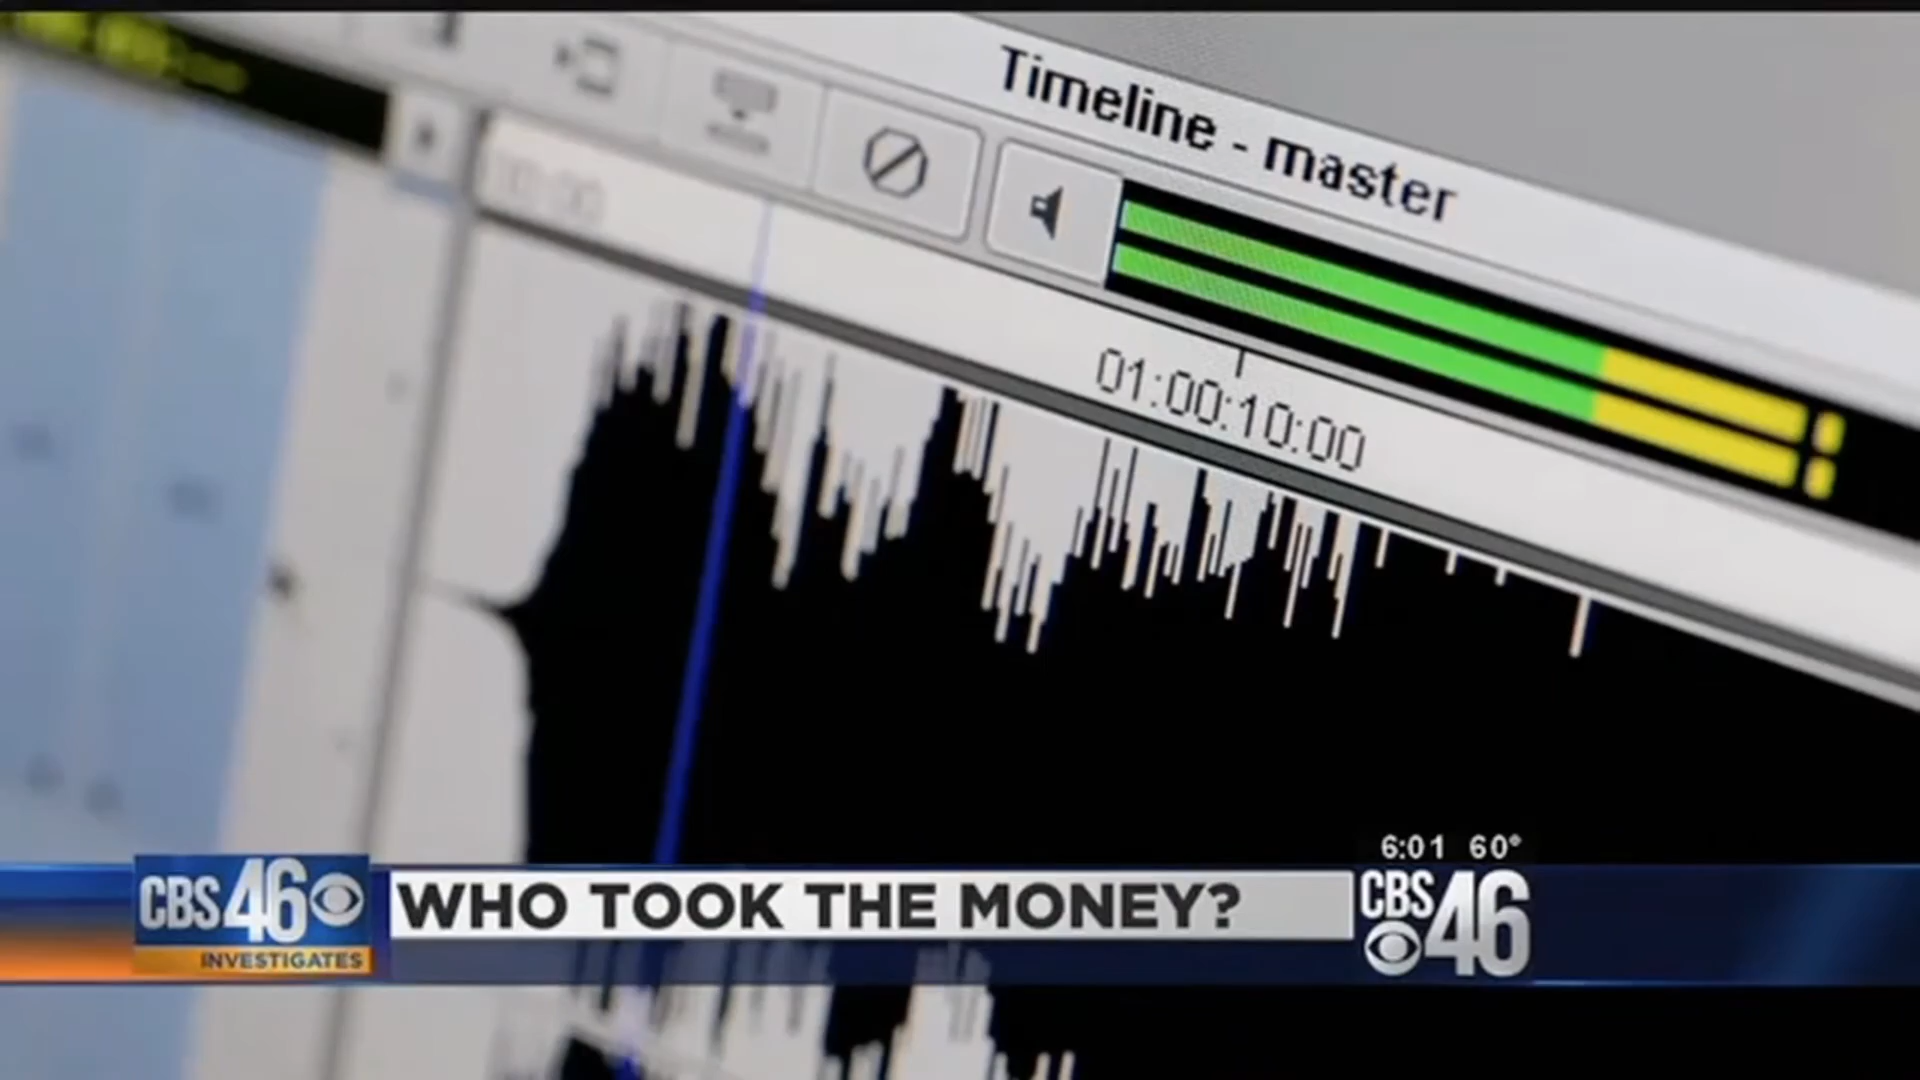 Timeline - master
01:00:10:00
6:01 60°
CBS 46
INVESTIGATES
WHO TOOK THE MONEY?
CBS 46